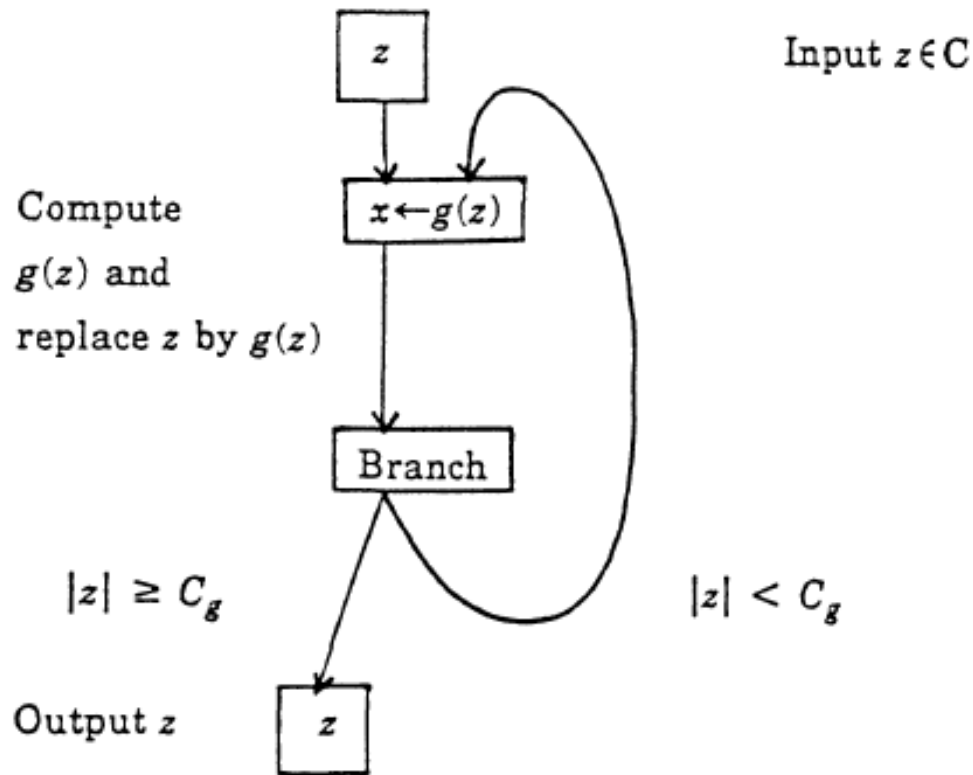 z
Input z ∈ C
x ← g(z)
Compute
g(z) and
replace z by g(z)
Branch
|z| ≥ C_g
|z| < C_g
Output z
z